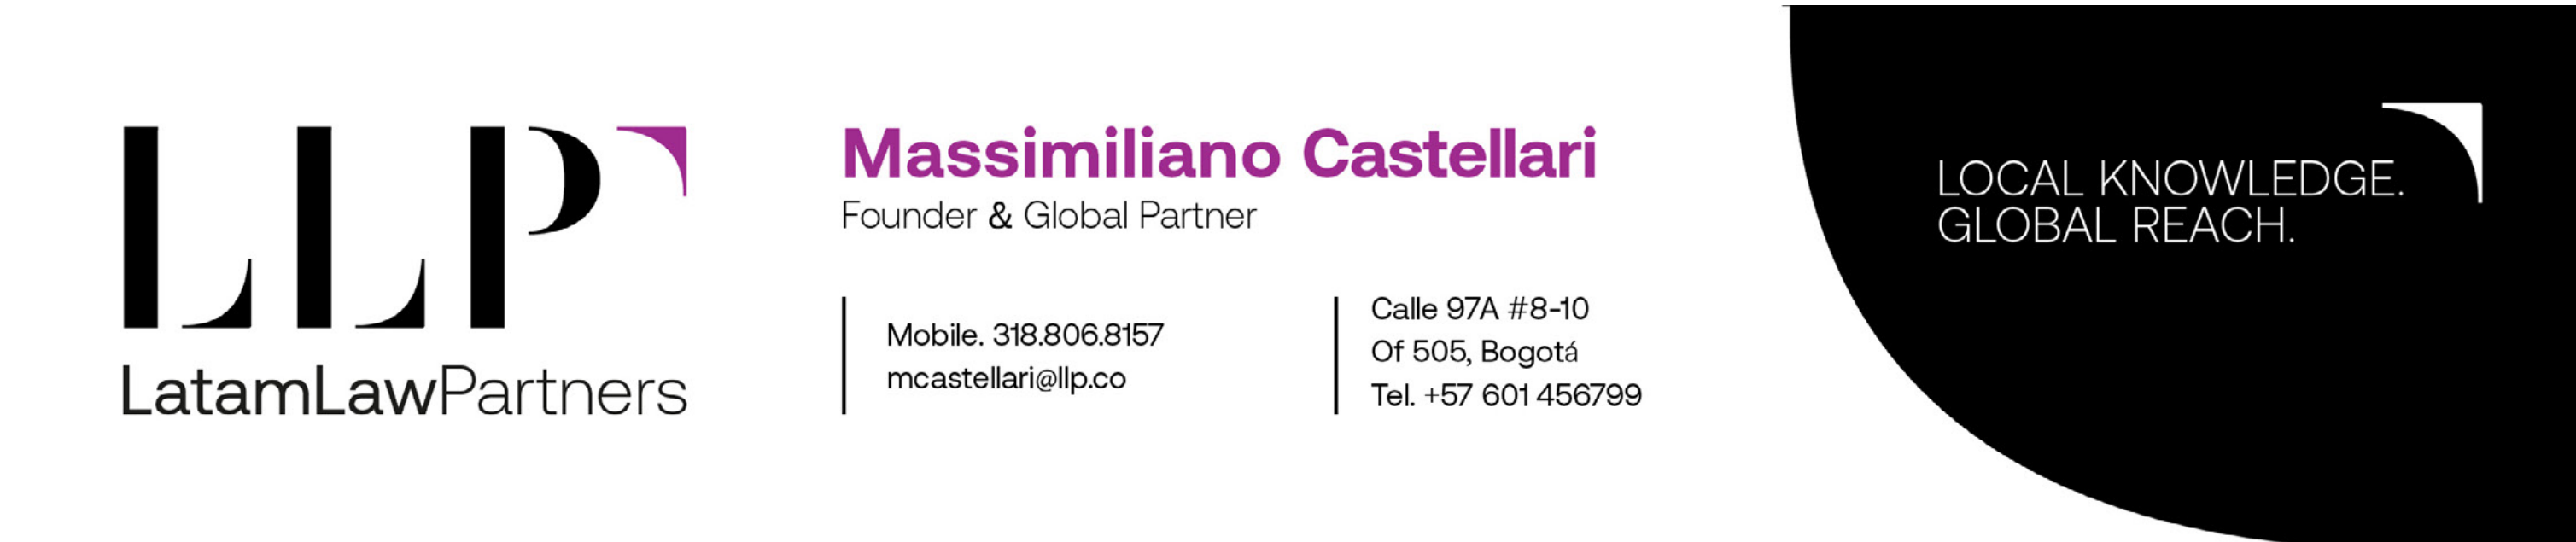 LLP
LatamLawPartners
Massimiliano Castellari
Founder & Global Partner
Mobile. 318.806.8157
mcastellari@llp.co
Calle 97A #8-10
Of 505, Bogotá
Tel. +57 601 456799
LOCAL KNOWLEDGE.
GLOBAL REACH.